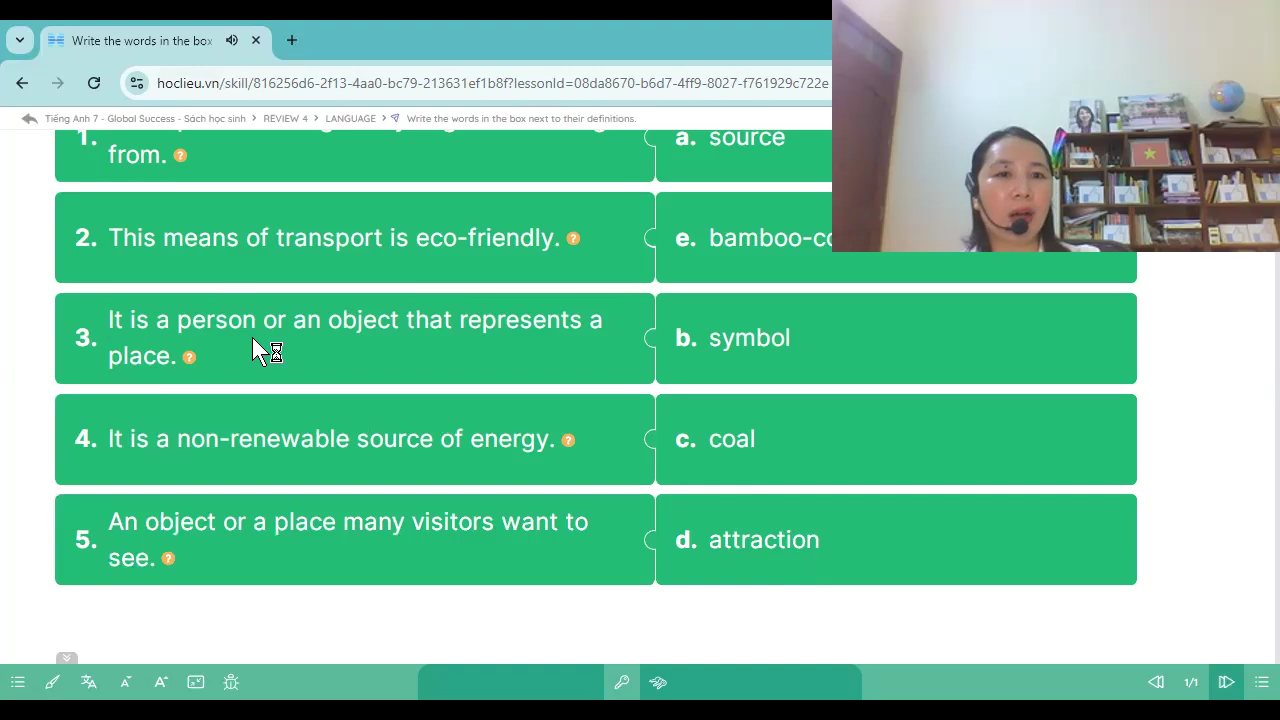 Write the words in the box
hoclieu.vn/skill/816256d6-2f13-4aa0-bc79-213631ef1b8f?lessonId=08da8670-b6d7-4ff9-8027-f761929c722e
Tiếng Anh 7 - Global Success - Sách học sinh > REVIEW 4 > LANGUAGE > Write the words in the box next to their definitions.
1. from. ?
a. source
2. This means of transport is eco-friendly. ?
e. bamboo-co
3. It is a person or an object that represents a
place. ?
b. symbol
4. It is a non-renewable source of energy. ?
c. coal
5. An object or a place many visitors want to
see. ?
d. attraction
1/1